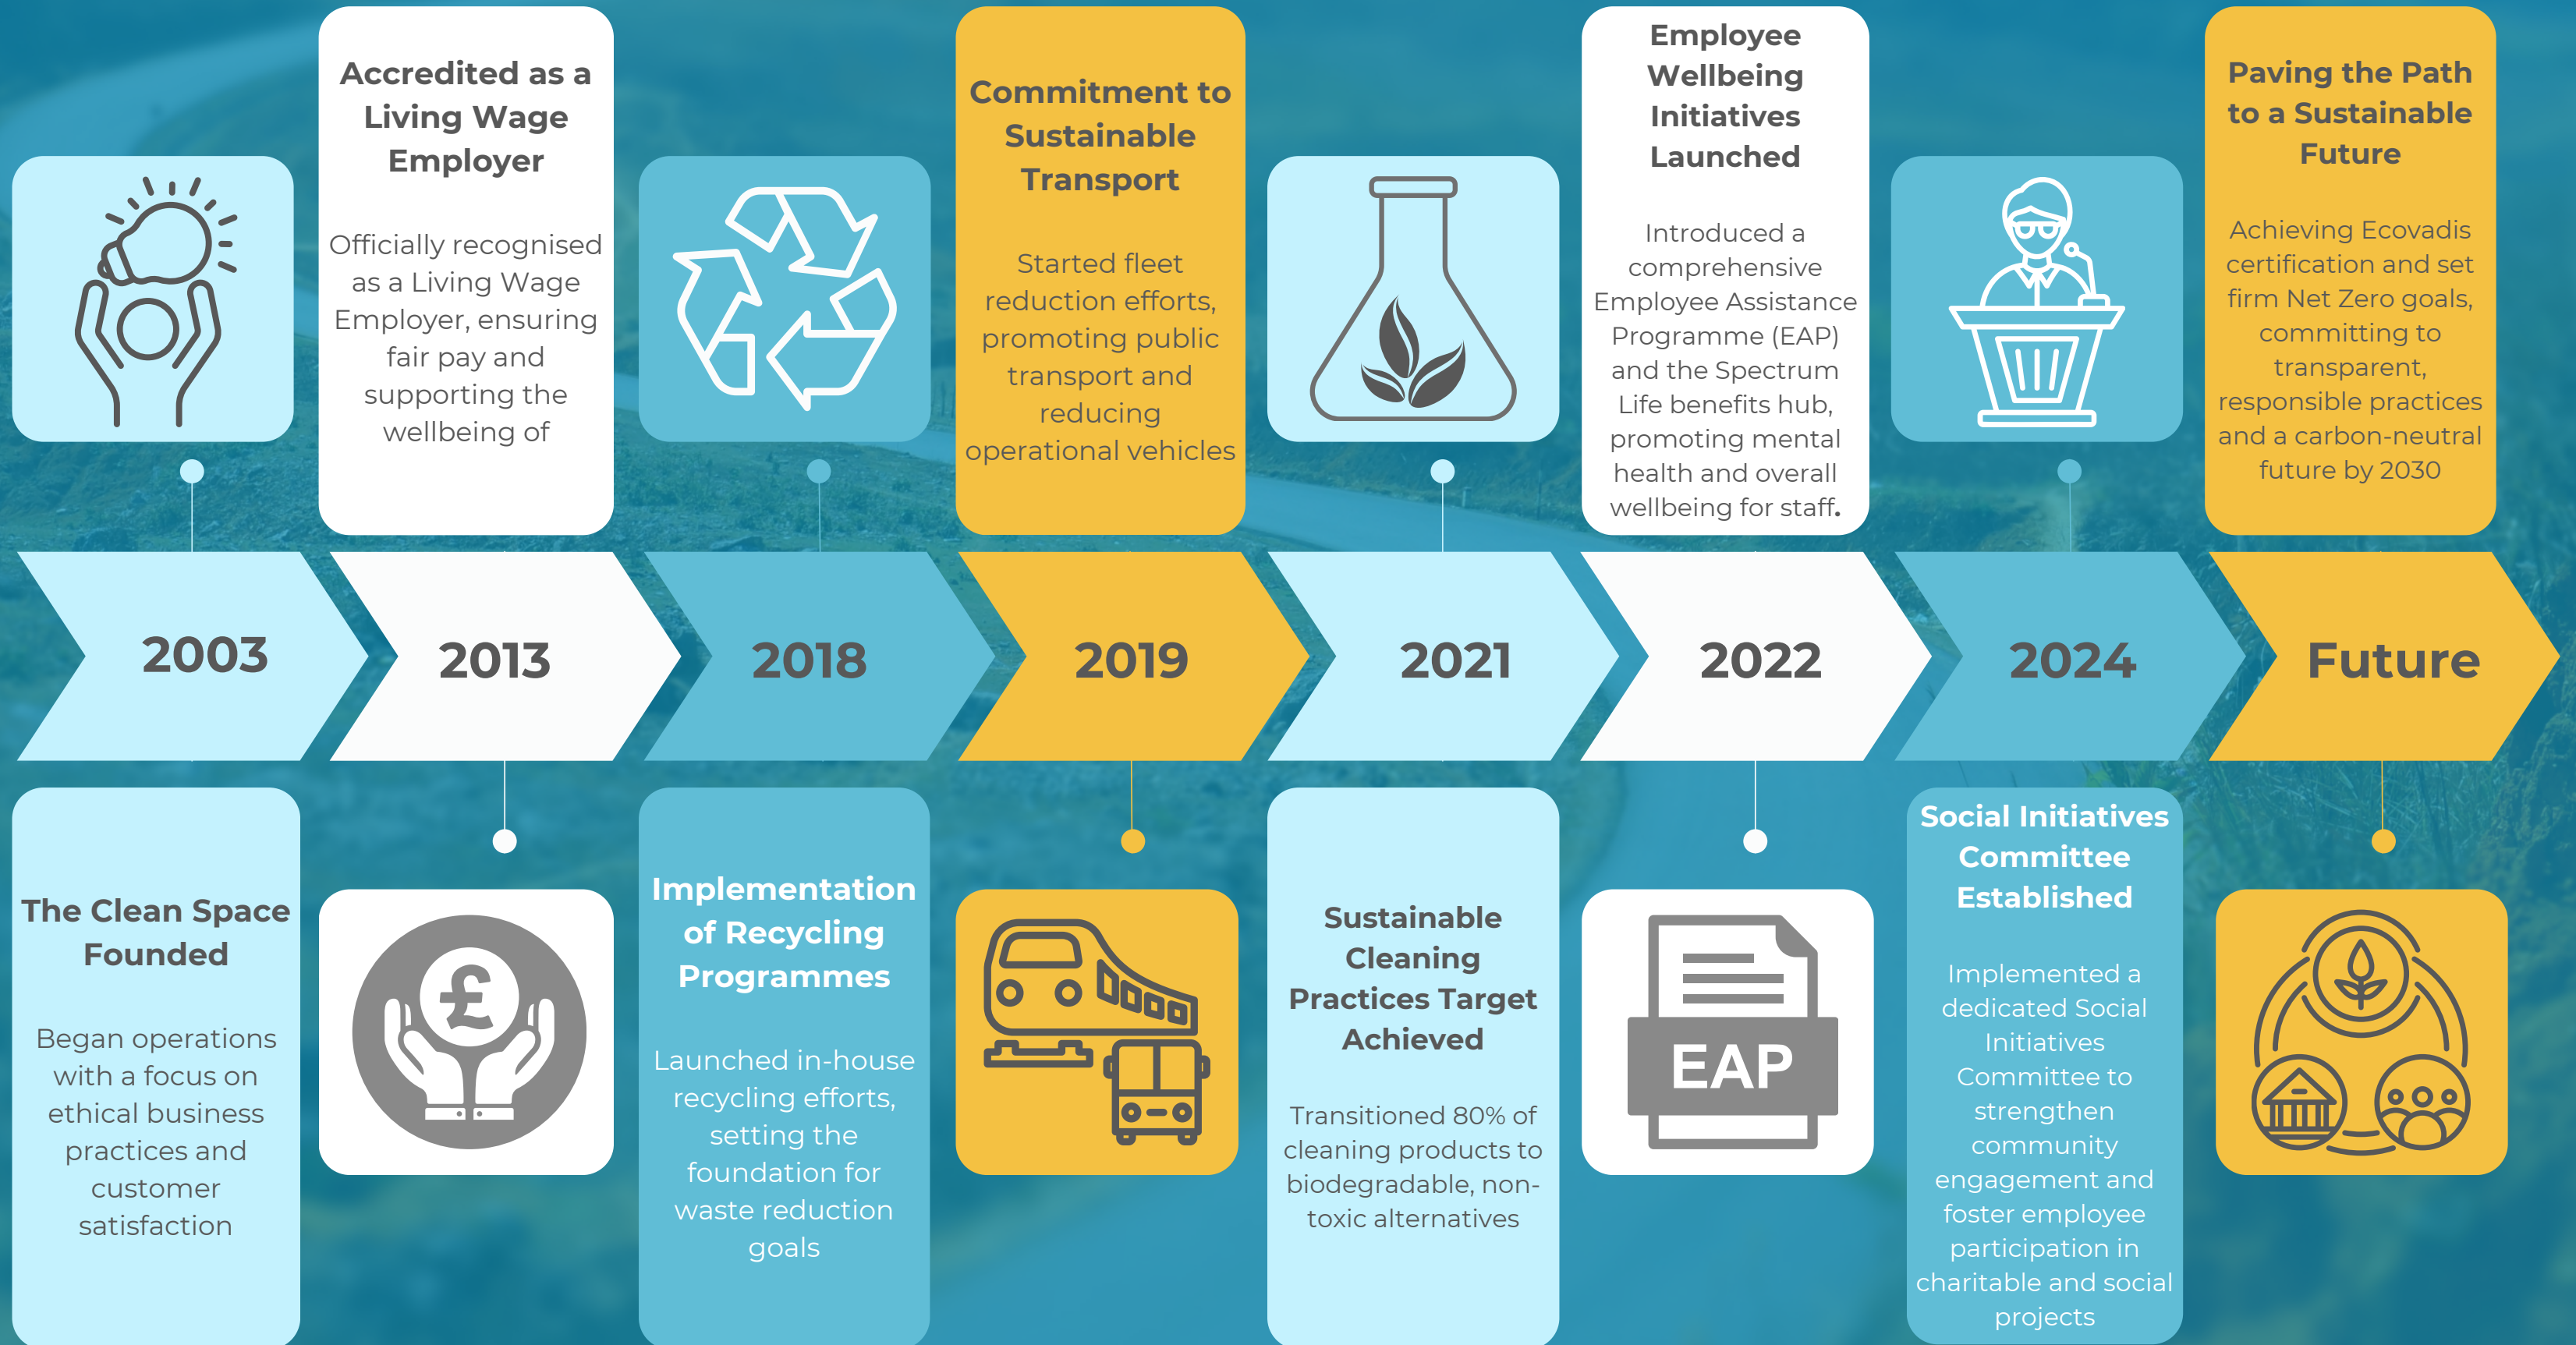 Accredited as a
Living Wage
Employer
Officially recognised
as a Living Wage
Employer, ensuring
fair pay and
supporting the
wellbeing of
Commitment to
Sustainable
Transport
Started fleet
reduction efforts,
promoting public
transport and
reducing
operational vehicles
Employee
Wellbeing
Initiatives
Launched
Introduced a
comprehensive
Employee Assistance
Programme (EAP)
and the Spectrum
Life benefits hub,
promoting mental
health and overall
wellbeing for staff.
Paving the Path
to a Sustainable
Future
Achieving Ecovadis
certification and set
firm Net Zero goals,
committing to
transparent,
responsible practices
and a carbon-neutral
future by 2030
2003
2013
2018
2019
2021
2022
2024
Future
The Clean Space
Founded
Began operations
with a focus on
ethical business
practices and
customer
satisfaction
£
Implementation
of Recycling
Programmes
Launched in-house
recycling efforts,
setting the
foundation for
waste reduction
goals
Sustainable
Cleaning
Practices Target
Achieved
Transitioned 80% of
cleaning products to
biodegradable, non-
toxic alternatives
EAP
Social Initiatives
Committee
Established
Implemented a
dedicated Social
Initiatives
Committee to
strengthen
community
engagement and
foster employee
participation in
charitable and social
projects